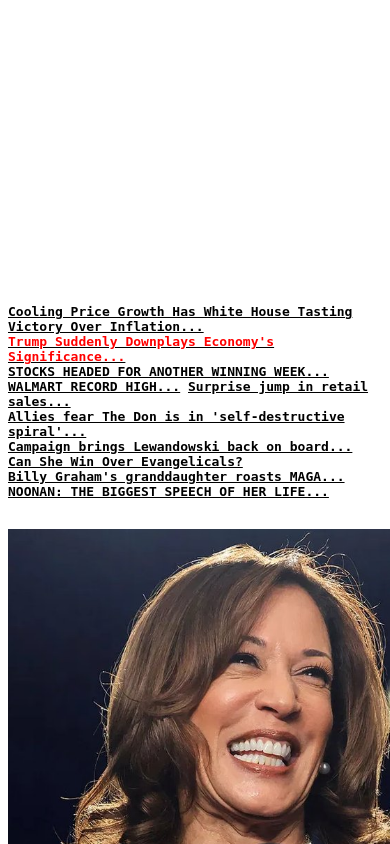 Cooling Price Growth Has White House Tasting
Victory Over Inflation...
Trump Suddenly Downplays Economy's
Significance...
STOCKS HEADED FOR ANOTHER WINNING WEEK...
WALMART RECORD HIGH... Surprise jump in retail
sales...
Allies fear The Don is in 'self-destructive
spiral'...
Campaign brings Lewandowski back on board...
Can She Win Over Evangelicals?
Billy Graham's granddaughter roasts MAGA...
NOONAN: THE BIGGEST SPEECH OF HER LIFE...